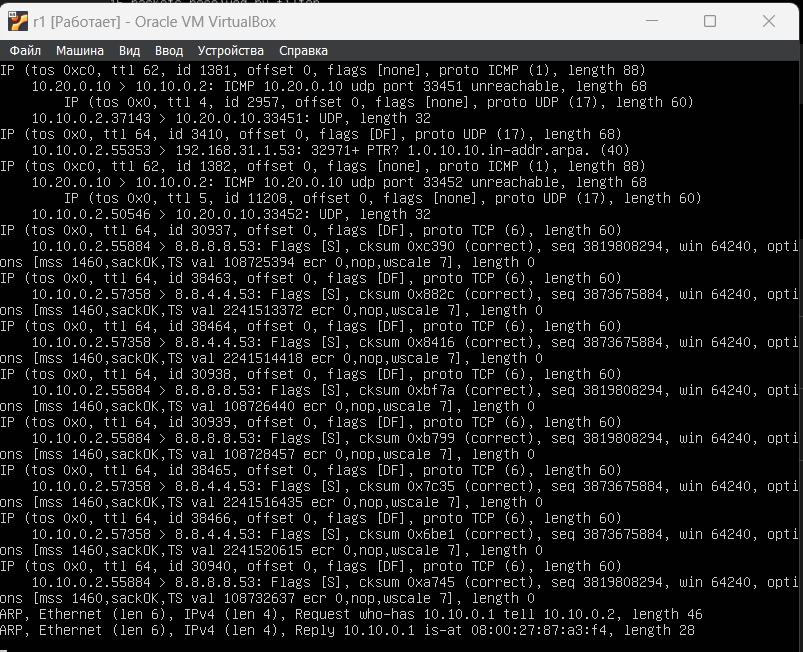 r1 [Работает] - Oracle VM VirtualBox
Файл Машина Вид Ввод Устройства Справка
IP (tos 0xc0, ttl 62, id 1381, offset 0, flags [none], proto ICMP (1), length 88)
    10.20.0.10 > 10.10.0.2: ICMP 10.20.0.10 udp port 33451 unreachable, length 68
        IP (tos 0x0, ttl 4, id 2957, offset 0, flags [none], proto UDP (17), length 60)
    10.10.0.2.37143 > 10.20.0.10.33451: UDP, length 32
IP (tos 0x0, ttl 64, id 3410, offset 0, flags [DF], proto UDP (17), length 68)
    10.10.0.2.55353 > 192.168.31.1.53: 32971+ PTR? 1.0.10.10.in-addr.arpa. (40)
IP (tos 0xc0, ttl 62, id 1382, offset 0, flags [none], proto ICMP (1), length 88)
    10.20.0.10 > 10.10.0.2: ICMP 10.20.0.10 udp port 33452 unreachable, length 68
        IP (tos 0x0, ttl 5, id 11208, offset 0, flags [none], proto UDP (17), length 60)
    10.10.0.2.50546 > 10.20.0.10.33452: UDP, length 32
IP (tos 0x0, ttl 64, id 30937, offset 0, flags [DF], proto TCP (6), length 60)
    10.10.0.2.55884 > 8.8.8.8.53: Flags [S], cksum 0xc390 (correct), seq 3819808294, win 64240, opti
ons [mss 1460,sackOK,TS val 108725394 ecr 0,nop,wscale 7], length 0
IP (tos 0x0, ttl 64, id 38463, offset 0, flags [DF], proto TCP (6), length 60)
    10.10.0.2.57358 > 8.8.4.4.53: Flags [S], cksum 0x882c (correct), seq 3873675884, win 64240, opti
ons [mss 1460,sackOK,TS val 2241513372 ecr 0,nop,wscale 7], length 0
IP (tos 0x0, ttl 64, id 38464, offset 0, flags [DF], proto TCP (6), length 60)
    10.10.0.2.57358 > 8.8.4.4.53: Flags [S], cksum 0x8416 (correct), seq 3873675884, win 64240, opti
ons [mss 1460,sackOK,TS val 2241514418 ecr 0,nop,wscale 7], length 0
IP (tos 0x0, ttl 64, id 30938, offset 0, flags [DF], proto TCP (6), length 60)
    10.10.0.2.55884 > 8.8.8.8.53: Flags [S], cksum 0xbf7a (correct), seq 3819808294, win 64240, opti
ons [mss 1460,sackOK,TS val 108726440 ecr 0,nop,wscale 7], length 0
IP (tos 0x0, ttl 64, id 30939, offset 0, flags [DF], proto TCP (6), length 60)
    10.10.0.2.55884 > 8.8.8.8.53: Flags [S], cksum 0xb799 (correct), seq 3819808294, win 64240, opti
ons [mss 1460,sackOK,TS val 108728457 ecr 0,nop,wscale 7], length 0
IP (tos 0x0, ttl 64, id 38465, offset 0, flags [DF], proto TCP (6), length 60)
    10.10.0.2.57358 > 8.8.4.4.53: Flags [S], cksum 0x7c35 (correct), seq 3873675884, win 64240, opti
ons [mss 1460,sackOK,TS val 2241516435 ecr 0,nop,wscale 7], length 0
IP (tos 0x0, ttl 64, id 38466, offset 0, flags [DF], proto TCP (6), length 60)
    10.10.0.2.57358 > 8.8.4.4.53: Flags [S], cksum 0x6be1 (correct), seq 3873675884, win 64240, opti
ons [mss 1460,sackOK,TS val 2241520615 ecr 0,nop,wscale 7], length 0
IP (tos 0x0, ttl 64, id 30940, offset 0, flags [DF], proto TCP (6), length 60)
    10.10.0.2.55884 > 8.8.8.8.53: Flags [S], cksum 0xa745 (correct), seq 3819808294, win 64240, opti
ons [mss 1460,sackOK,TS val 108732637 ecr 0,nop,wscale 7], length 0
ARP, Ethernet (len 6), IPv4 (len 4), Request who-has 10.10.0.1 tell 10.10.0.2, length 46
ARP, Ethernet (len 6), IPv4 (len 4), Reply 10.10.0.1 is-at 08:00:27:87:a3:f4, length 28